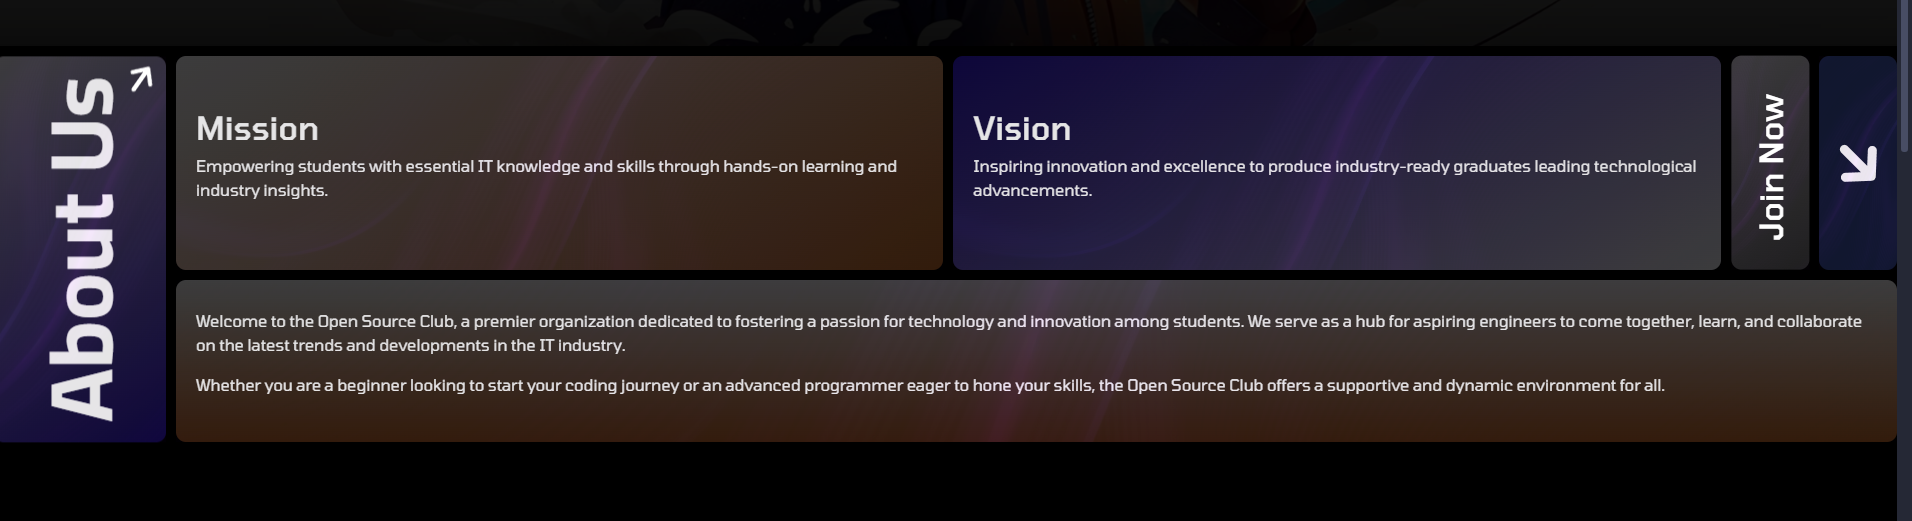 About Us
Mission
Empowering students with essential IT knowledge and skills through hands-on learning and
industry insights.
Vision
Inspiring innovation and excellence to produce industry-ready graduates leading technological
advancements.
Join Now
Welcome to the Open Source Club, a premier organization dedicated to fostering a passion for technology and innovation among students. We serve as a hub for aspiring engineers to come together, learn, and collaborate
on the latest trends and developments in the IT industry.
Whether you are a beginner looking to start your coding journey or an advanced programmer eager to hone your skills, the Open Source Club offers a supportive and dynamic environment for all.